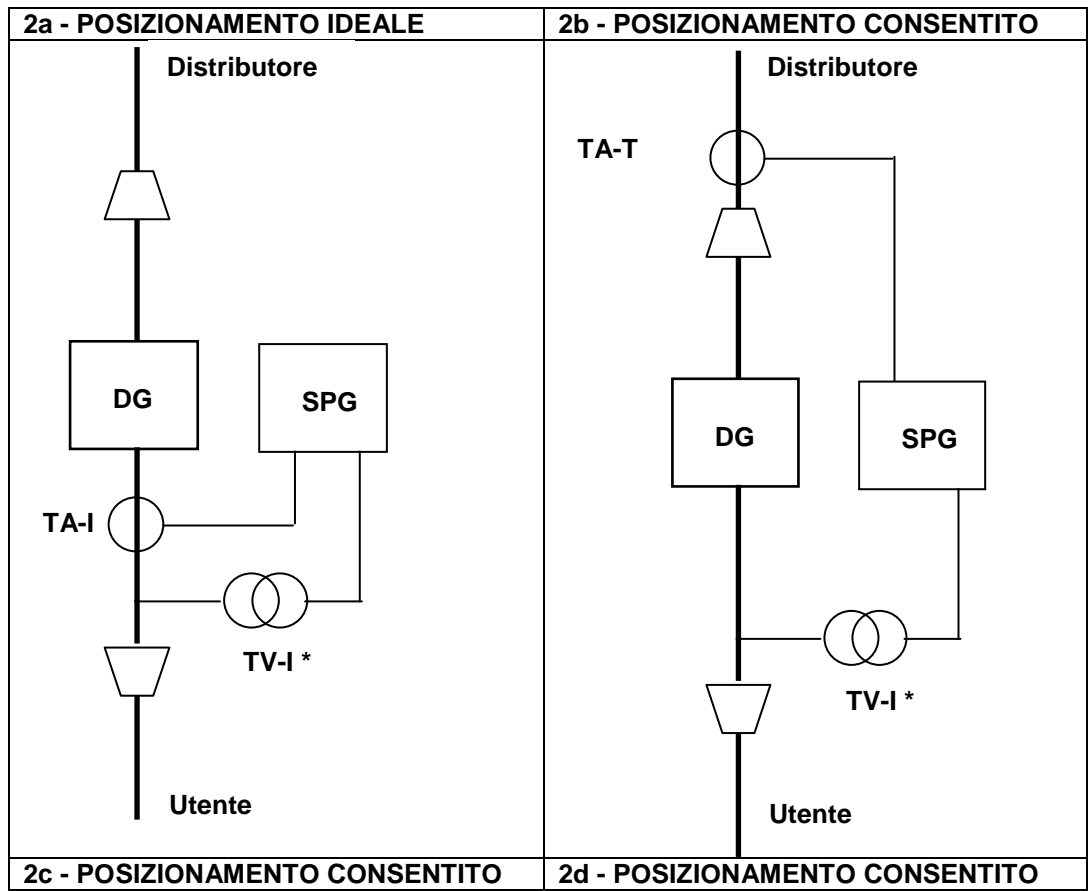 2a - POSIZIONAMENTO IDEALE
Distributore
DG
SPG
TA-I
TV-I *
Utente
2b - POSIZIONAMENTO CONSENTITO
Distributore
TA-T
DG
SPG
TV-I *
Utente
2c - POSIZIONAMENTO CONSENTITO
2d - POSIZIONAMENTO CONSENTITO